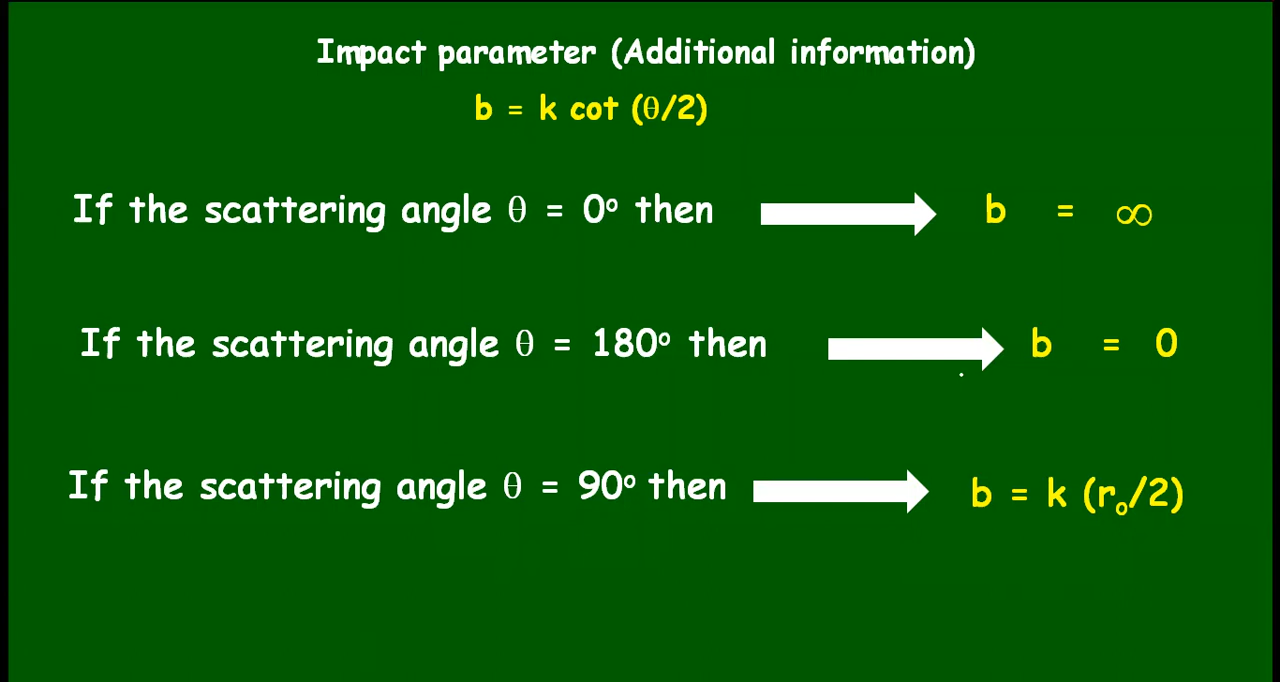 Impact parameter (Additional information)
b = k cot (θ/2)
If the scattering angle θ = 0° then b = ∞
If the scattering angle θ = 180° then b = 0
If the scattering angle θ = 90° then b = k (r₀/2)